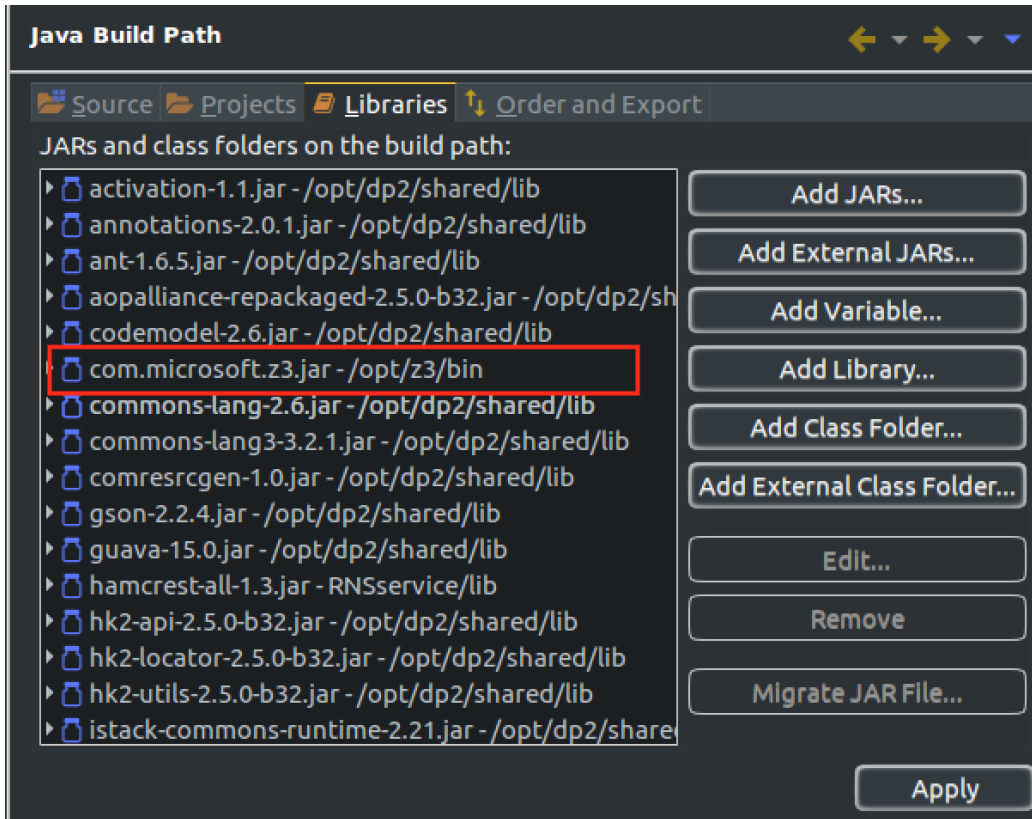 Java Build Path
Source Projects Libraries Order and Export
JARs and class folders on the build path:
activation-1.1.jar - /opt/dp2/shared/lib
annotations-2.0.1.jar - /opt/dp2/shared/lib
ant-1.6.5.jar - /opt/dp2/shared/lib
aopalliance-repackaged-2.5.0-b32.jar - /opt/dp2/sh
codemodel-2.6.jar - /opt/dp2/shared/lib
com.microsoft.z3.jar - /opt/z3/bin
commons-lang-2.6.jar - /opt/dp2/shared/lib
commons-lang3-3.2.1.jar - /opt/dp2/shared/lib
comresrcgen-1.0.jar - /opt/dp2/shared/lib
gson-2.2.4.jar - /opt/dp2/shared/lib
guava-15.0.jar - /opt/dp2/shared/lib
hamcrest-all-1.3.jar - RNSservice/lib
hk2-api-2.5.0-b32.jar - /opt/dp2/shared/lib
hk2-locator-2.5.0-b32.jar - /opt/dp2/shared/lib
hk2-utils-2.5.0-b32.jar - /opt/dp2/shared/lib
istack-commons-runtime-2.21.jar - /opt/dp2/share
Add JARs...
Add External JARs...
Add Variable...
Add Library...
Add Class Folder...
Add External Class Folder...
Edit...
Remove
Migrate JAR File...
Apply